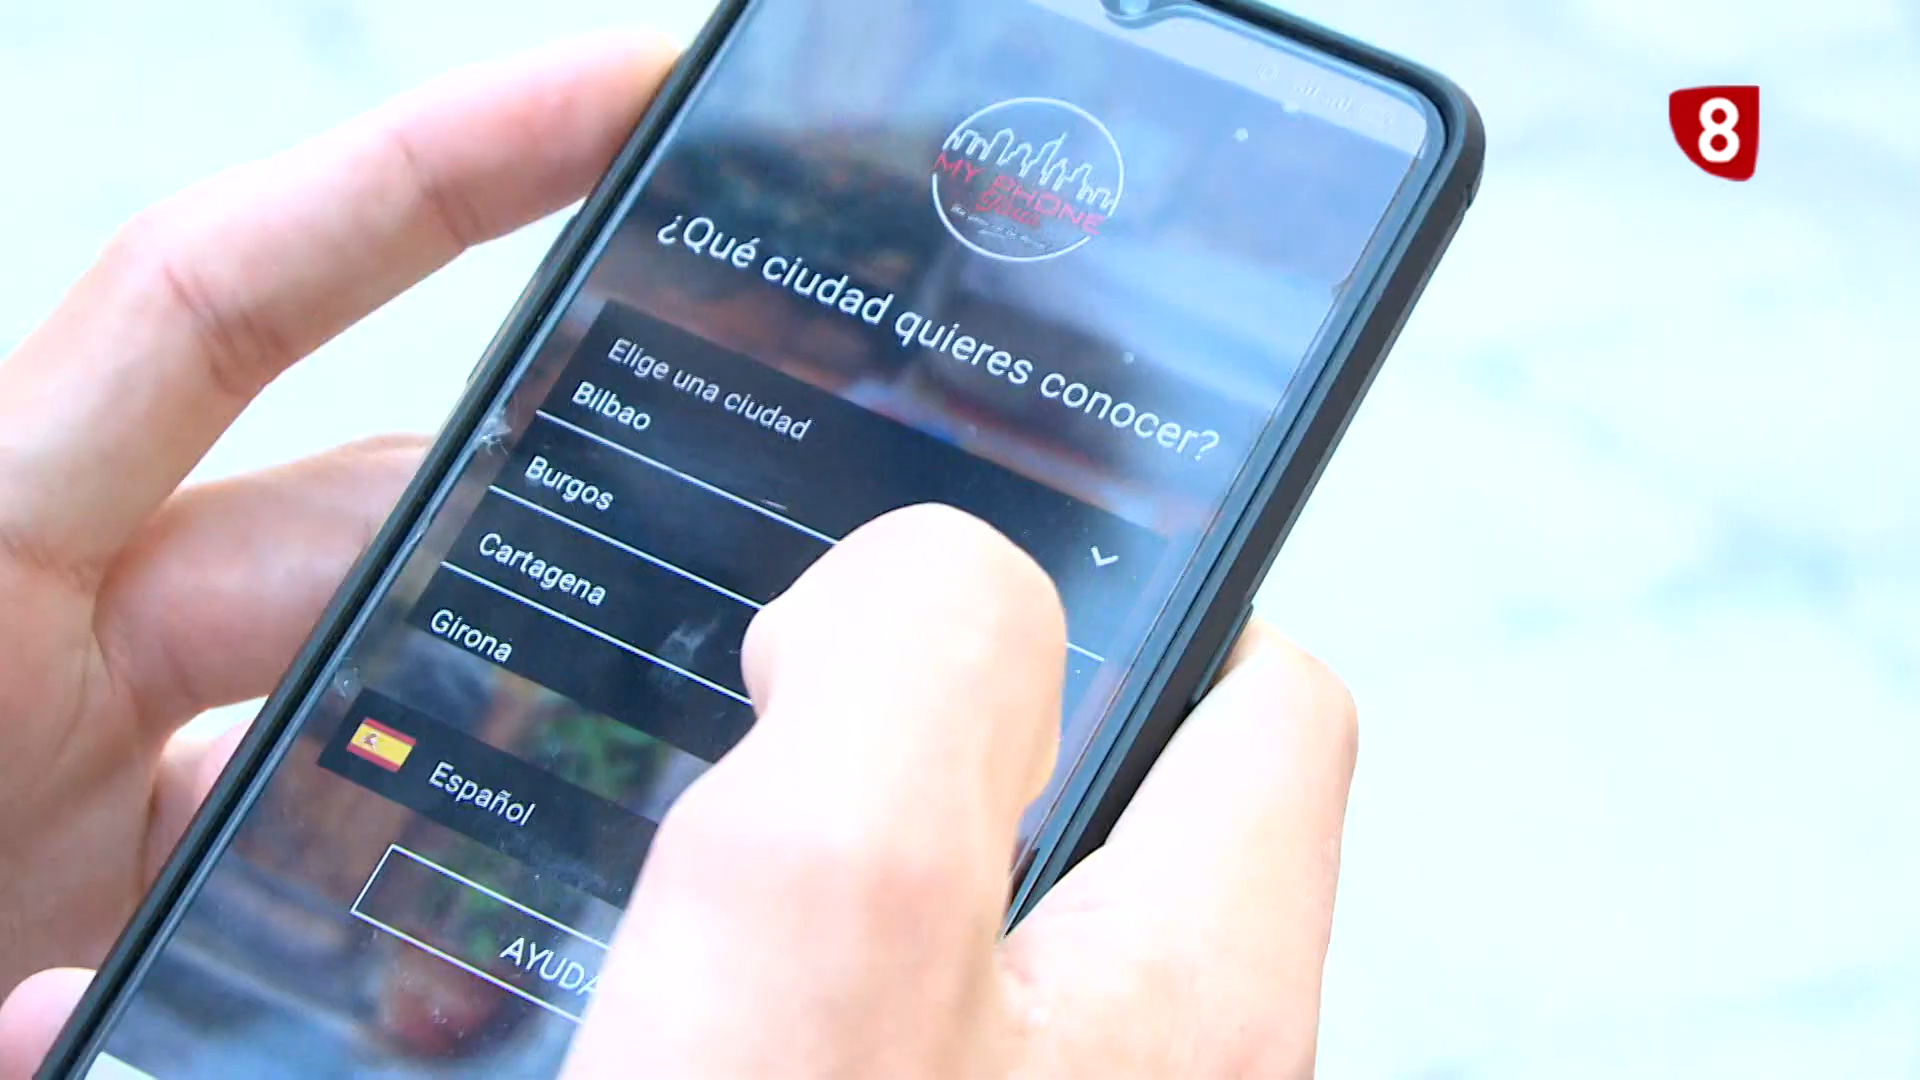 8
MY PHONE
¿Qué ciudad quieres conocer?
Elige una ciudad
Bilbao
Burgos
Cartagena
Girona
Español
AYUDA